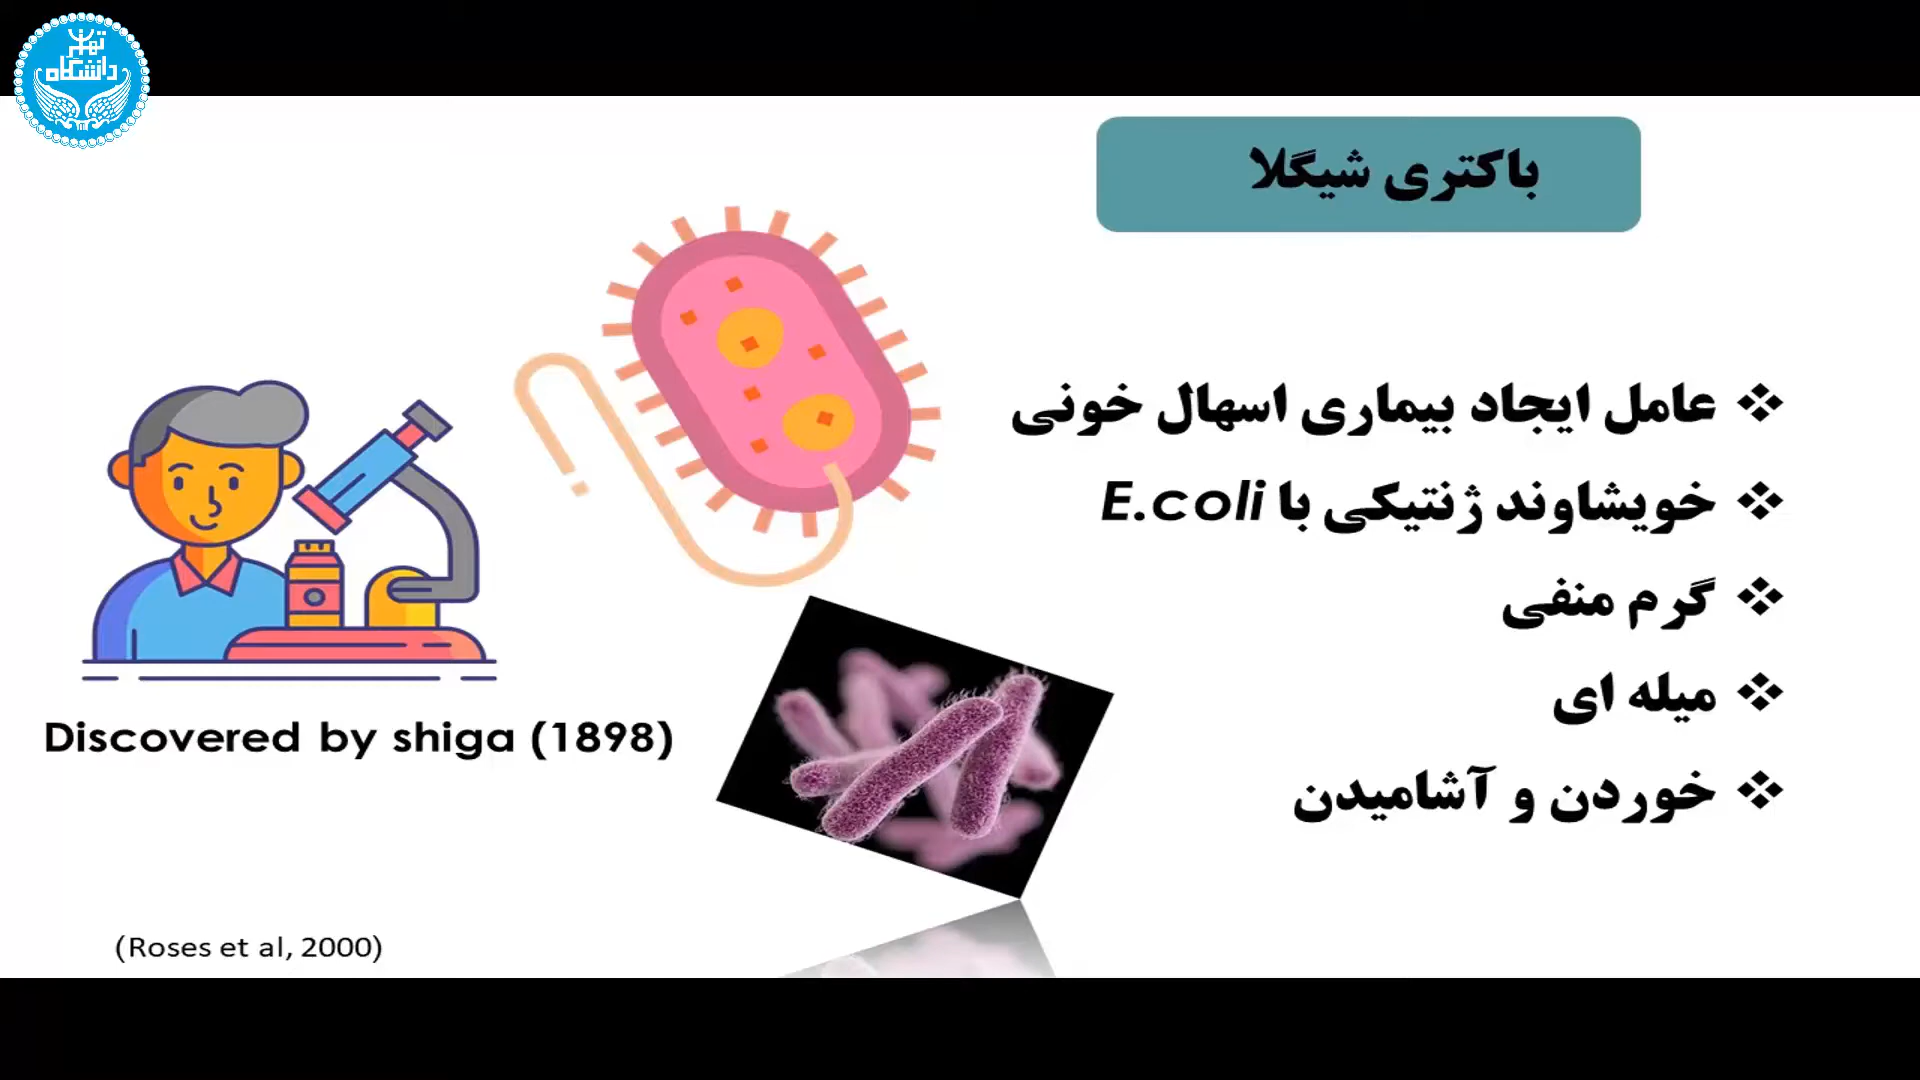 دانشگاه تهران
باکتری شیگلا
❖ عامل ایجاد بیماری اسهال خونی
❖ خویشاوند ژنتیکی با E.coli
❖ گرم منفی
❖ میله ای
❖ خوردن و آشامیدن
Discovered by shiga (1898)
(Roses et al, 2000)